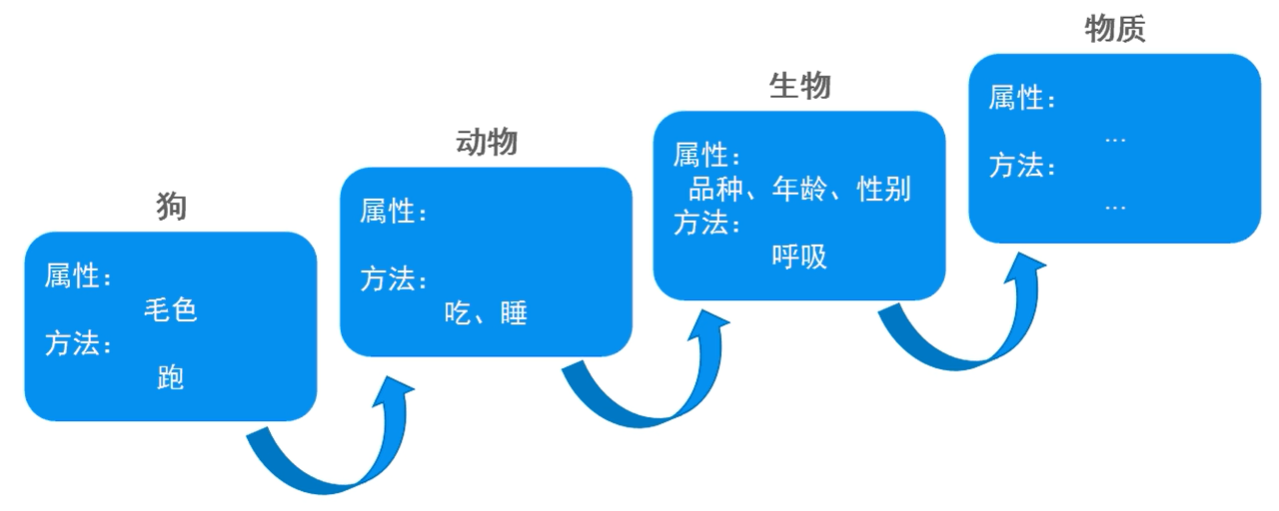 狗
属性：
毛色
方法：
跑
动物
属性：
方法：
吃、睡
生物
属性：
品种、年龄、性别
方法：
呼吸
物质
属性：
...
方法：
...